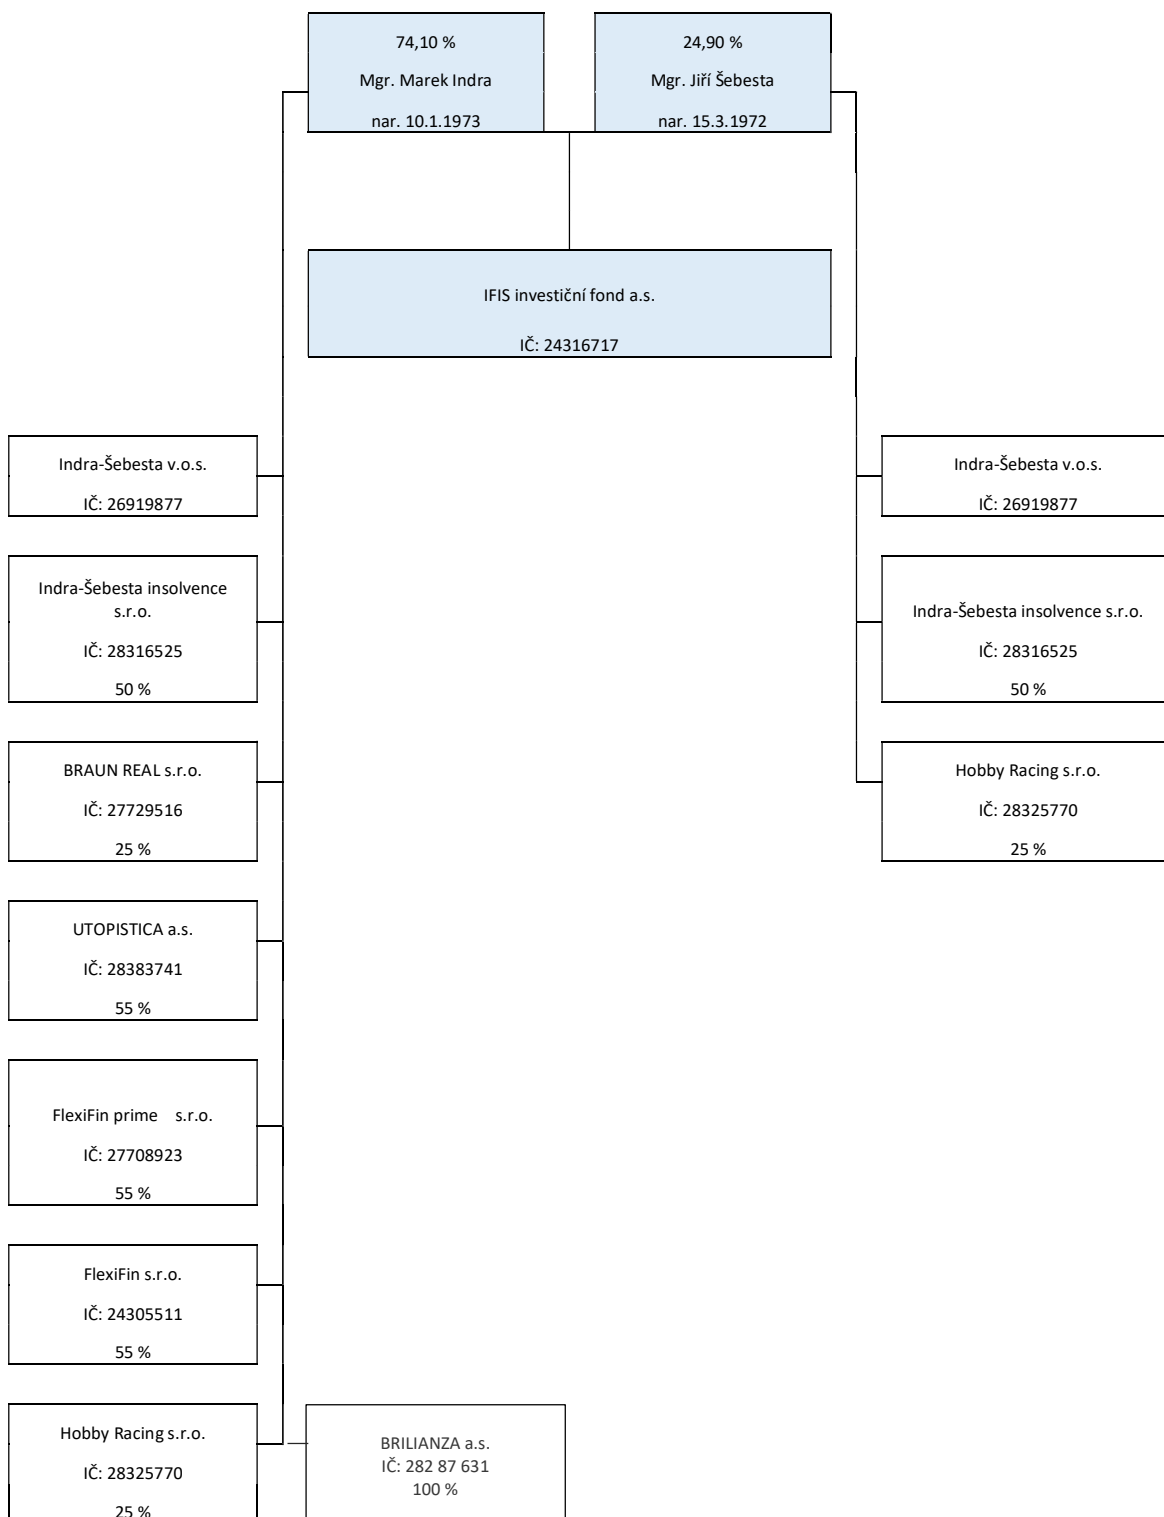 74,10 %
Mgr. Marek Indra
nar. 10.1.1973
24,90 %
Mgr. Jiří Šebesta
nar. 15.3.1972
IFIS investiční fond a.s.
IČ: 24316717
Indra-Šebesta v.o.s.
IČ: 26919877
Indra-Šebesta insolvence
s.r.o.
IČ: 28316525
50 %
BRAUN REAL s.r.o.
IČ: 27729516
25 %
UTOPISTICA a.s.
IČ: 28383741
55 %
FlexiFin prime s.r.o.
IČ: 27708923
55 %
FlexiFin s.r.o.
IČ: 24305511
55 %
Hobby Racing s.r.o.
IČ: 28325770
25 %
BRILIANZA a.s.
IČ: 282 87 631
100 %
Indra-Šebesta v.o.s.
IČ: 26919877
Indra-Šebesta insolvence s.r.o.
IČ: 28316525
50 %
Hobby Racing s.r.o.
IČ: 28325770
25 %